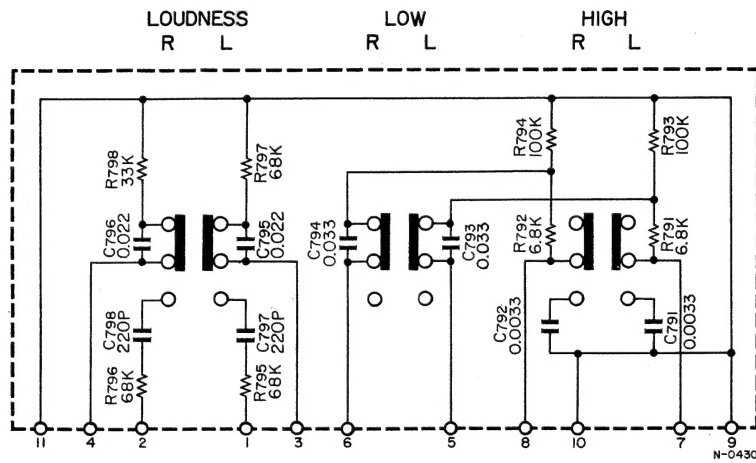 LOUDNESS LOW HIGH
R L R L R L
R798 33K
R797 68K
R794 100K
R793 100K
C796 0.022
C795 0.022
C794 0.033
C793 0.033
R792 6.8K
R791 6.8K
C798 220P
C797 220P
C792 0.0033
C791 0.0033
R796 68K
R795 68K
11 4 2 1 3 6 5 8 10 7 9
N-0430